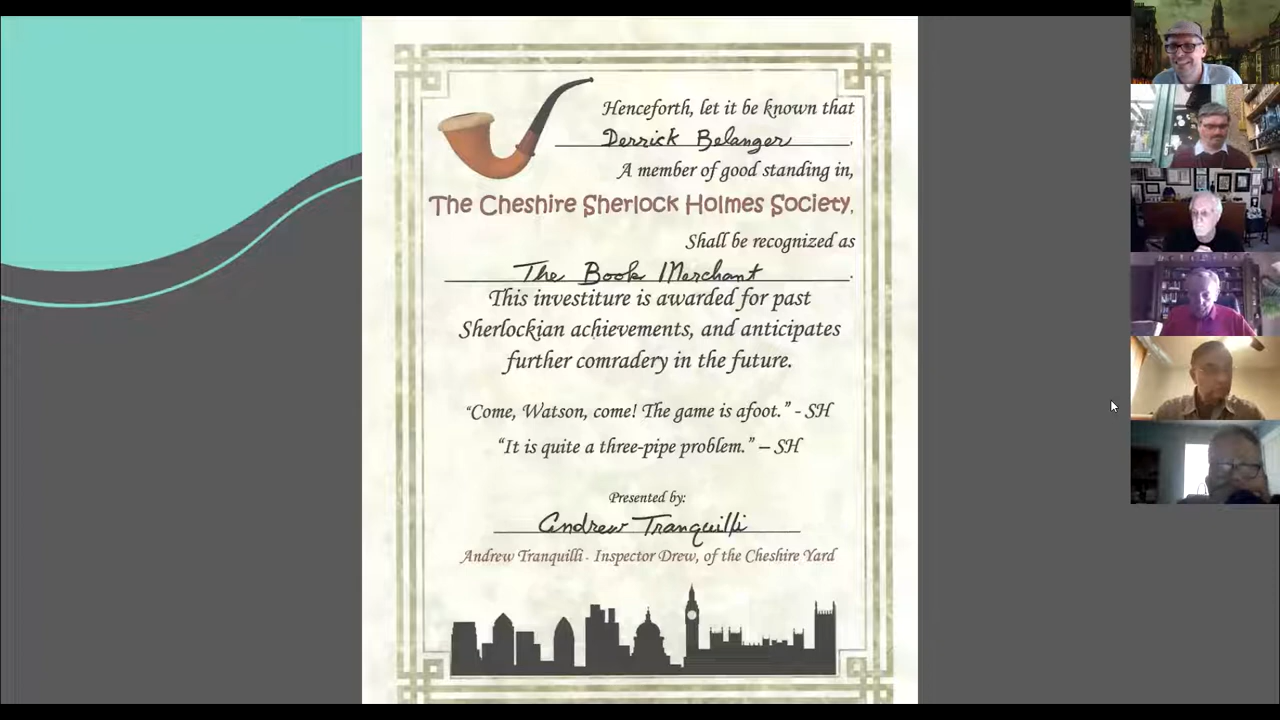 Henceforth, let it be known that
Derrick Belanger.
A member of good standing in,
The Cheshire Sherlock Holmes Society,
Shall be recognized as
The Book Merchant.
This investiture is awarded for past
Sherlockian achievements, and anticipates
further comradery in the future.
“Come, Watson, come! The game is afoot.” - SH
“It is quite a three-pipe problem.” – SH
Presented by:
Andrew Tranquilli
Andrew Tranquilli - Inspector Drew, of the Cheshire Yard